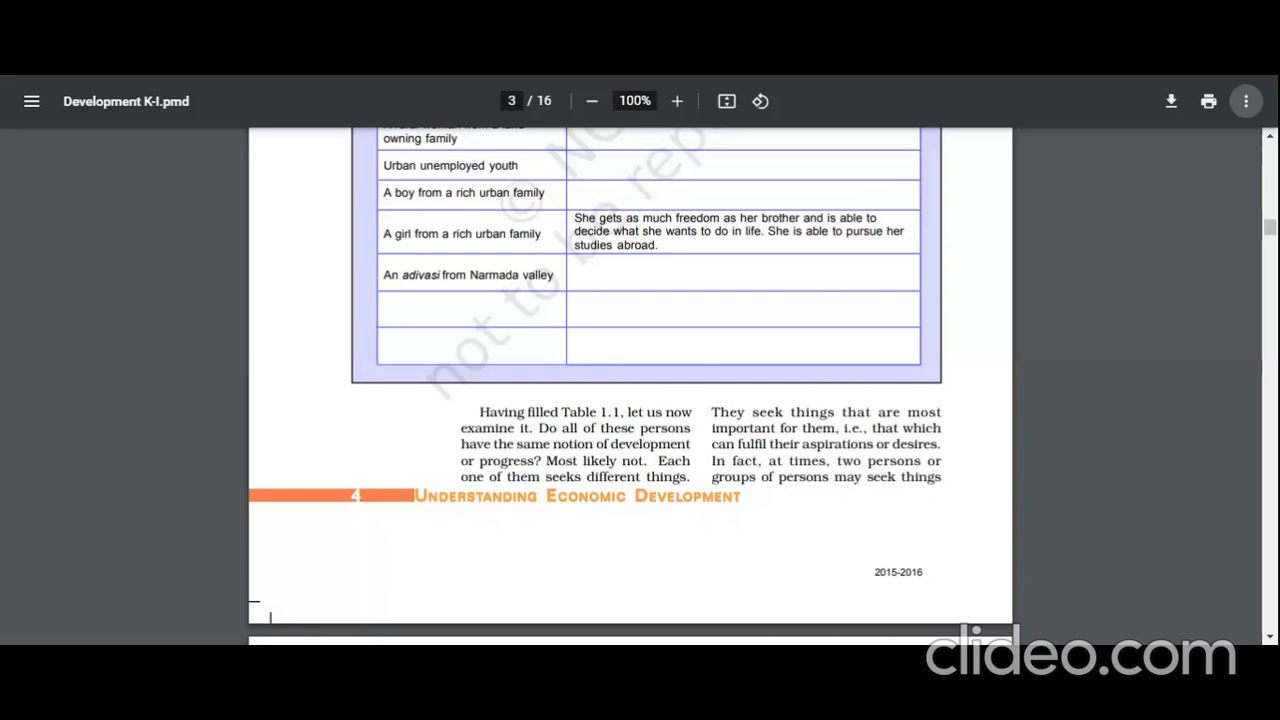 Development K-I.pmd
3 / 16
100%
owning family
Urban unemployed youth
A boy from a rich urban family
A girl from a rich urban family
She gets as much freedom as her brother and is able to
decide what she wants to do in life. She is able to pursue her
studies abroad.
An adivasi from Narmada valley
not to be rep
Having filled Table 1.1, let us now
examine it. Do all of these persons
have the same notion of development
or progress? Most likely not. Each
one of them seeks different things.
They seek things that are most
important for them, i.e., that which
can fulfil their aspirations or desires.
In fact, at times, two persons or
groups of persons may seek things
4 UNDERSTANDING ECONOMIC DEVELOPMENT
2015-2016
clideo.com